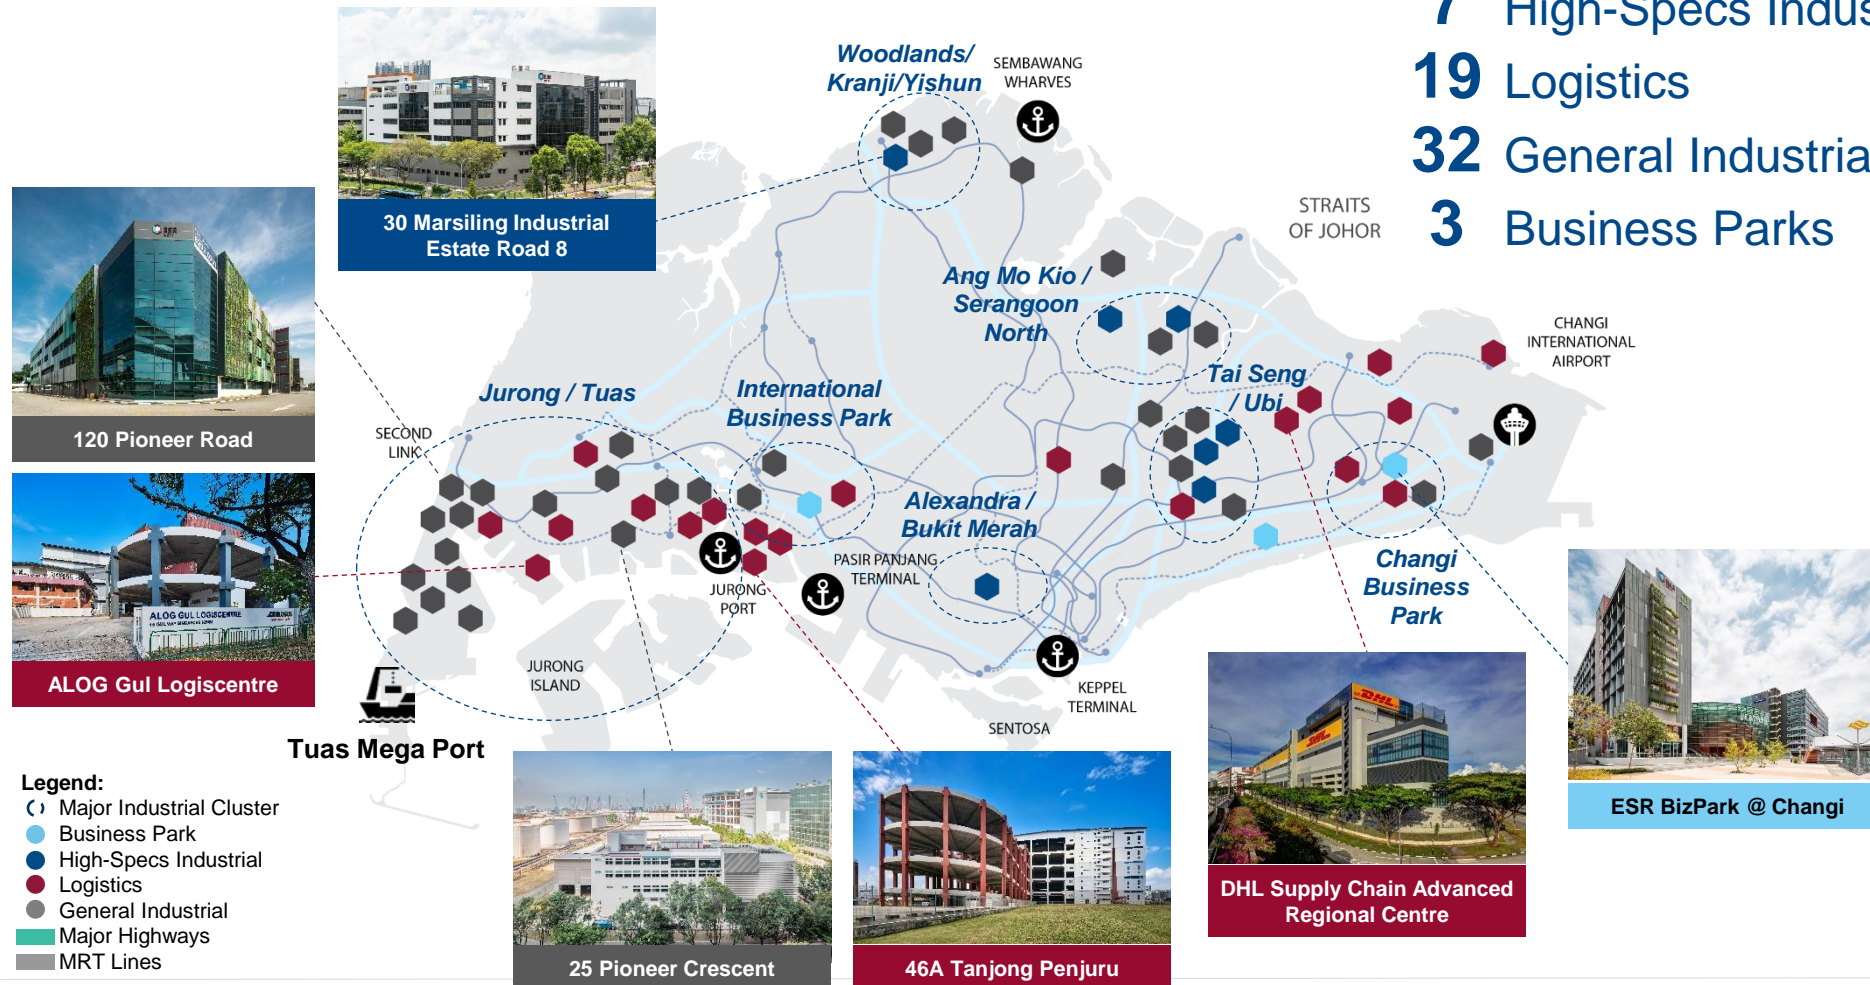 7 High-Specs Indus
19 Logistics
32 General Industria
3 Business Parks
Woodlands/
Kranji/Yishun
SEMBAWANG
WHARVES
30 Marsiling Industrial
Estate Road 8
STRAITS
OF JOHOR
Ang Mo Kio /
Serangoon
North
CHANGI
INTERNATIONAL
AIRPORT
120 Pioneer Road
Jurong / Tuas
International
Business Park
Tai Seng
/ Ubi
SECOND
LINK
Alexandra /
Bukit Merah
ALOG GUL LOGISCENTRE
ALOG Gul Logiscentre
PASIR PANJANG
TERMINAL
JURONG
PORT
Changi
Business
Park
JURONG
ISLAND
KEPPEL
TERMINAL
SENTOSA
Tuas Mega Port
DHL
DHL
DHL Supply Chain Advanced
Regional Centre
ESR BizPark @ Changi
Legend:
Major Industrial Cluster
Business Park
High-Specs Industrial
Logistics
General Industrial
Major Highways
MRT Lines
25 Pioneer Crescent
46A Tanjong Penjuru